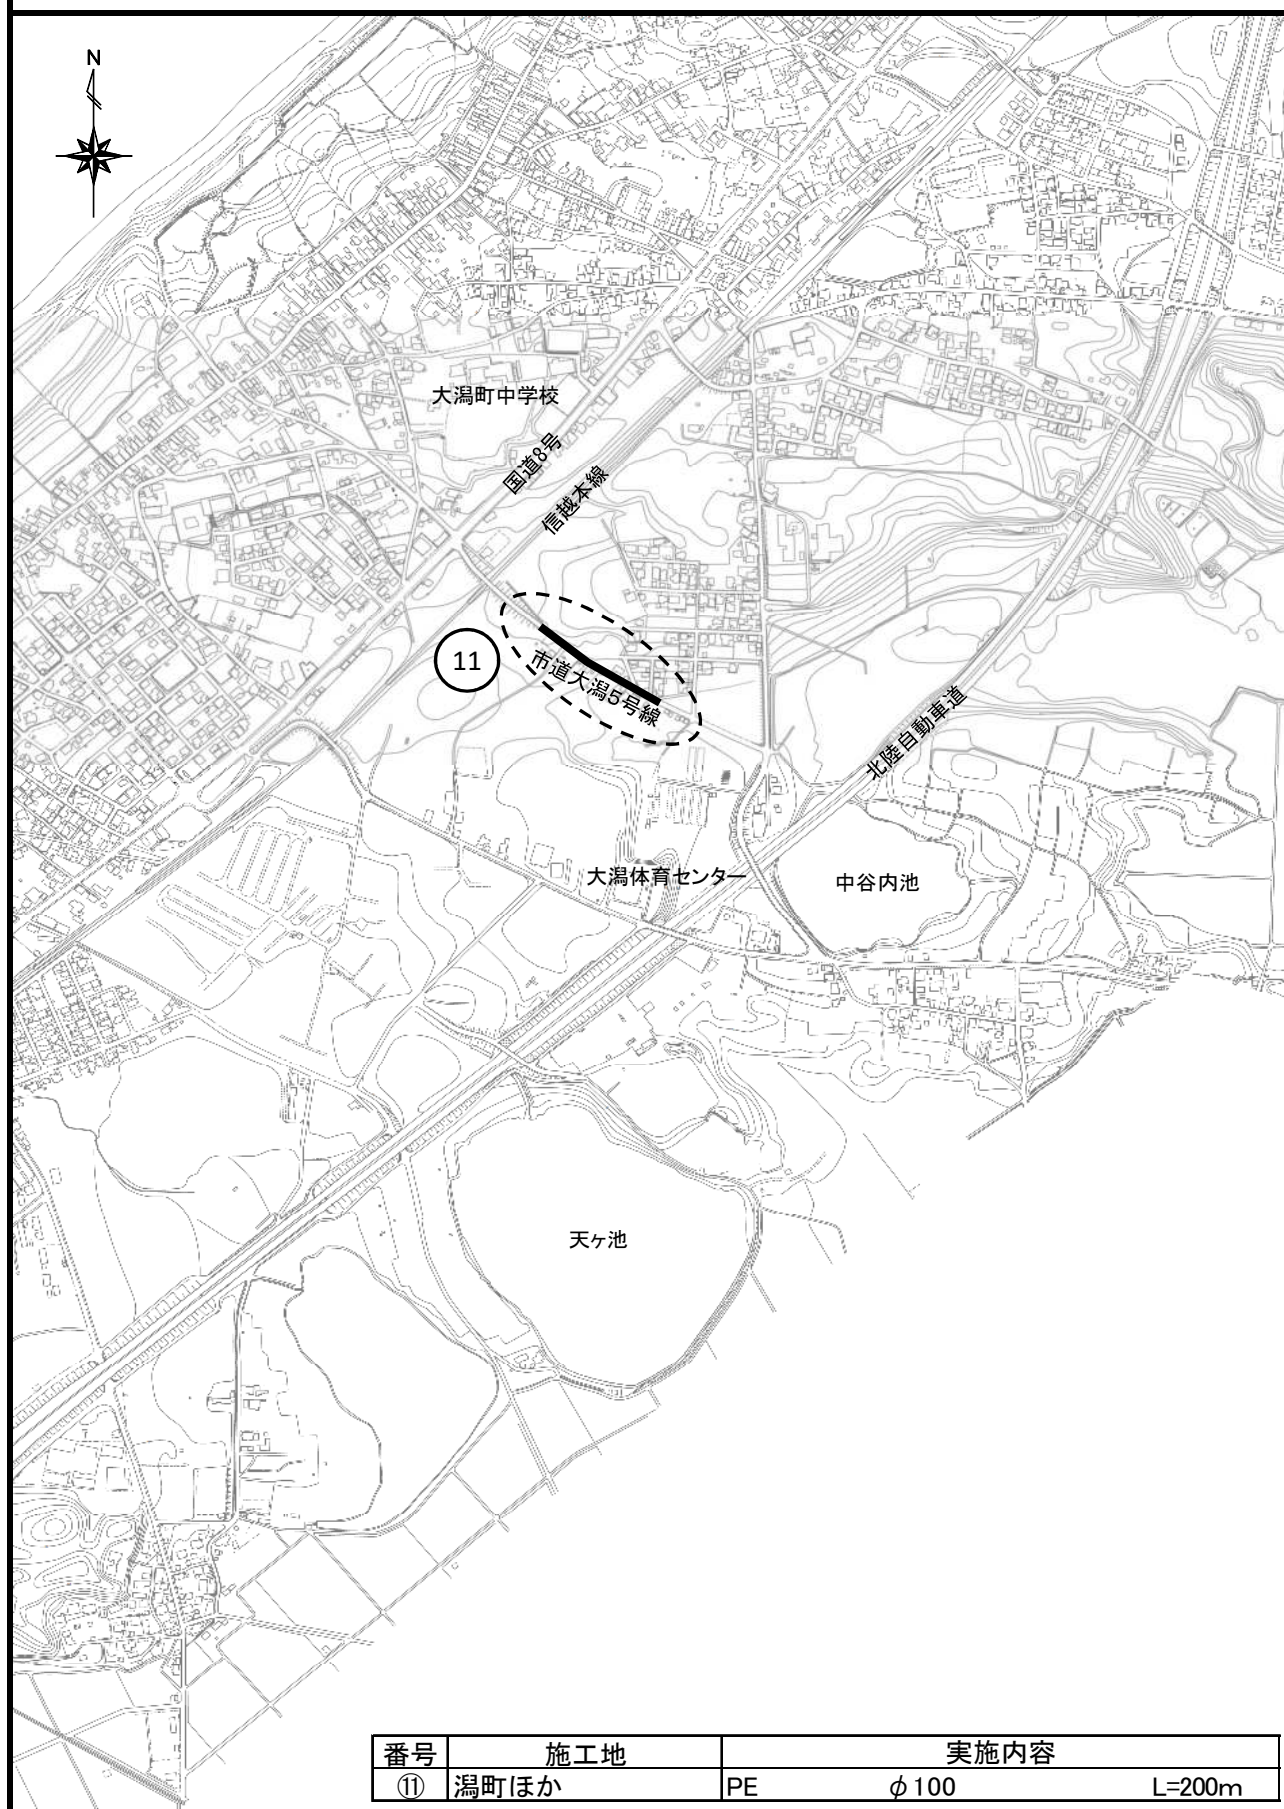 N
大潟町中学校
国道8号
信越本線
11
市道大潟5号線
北陸自動車道
大潟体育センター
中谷内池
天ヶ池
番号 施工地 実施内容
⑪ 潟町ほか PE φ100 L=200m